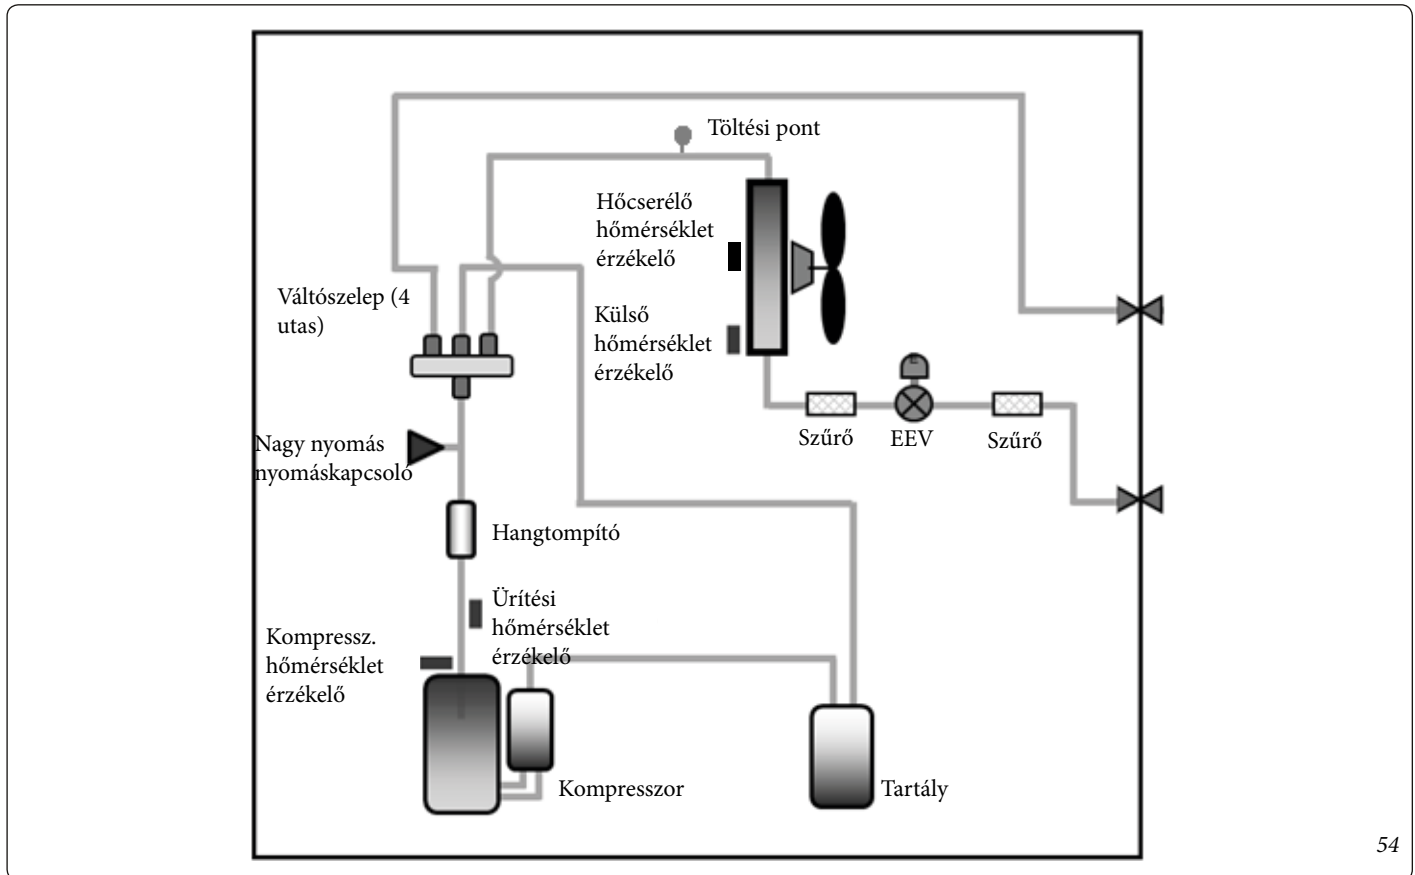 Töltési pont
Hőcserélő
hőmérséklet
érzékelő
Váltószelep (4
utas)
Külső
hőmérséklet
érzékelő
E
Szűrő
EEV
Szűrő
Nagy nyomás
nyomáskapcsoló
Hangtompító
Ürítési
hőmérséklet
érzékelő
Kompressz.
hőmérséklet
érzékelő
Kompresszor
Tartály
54